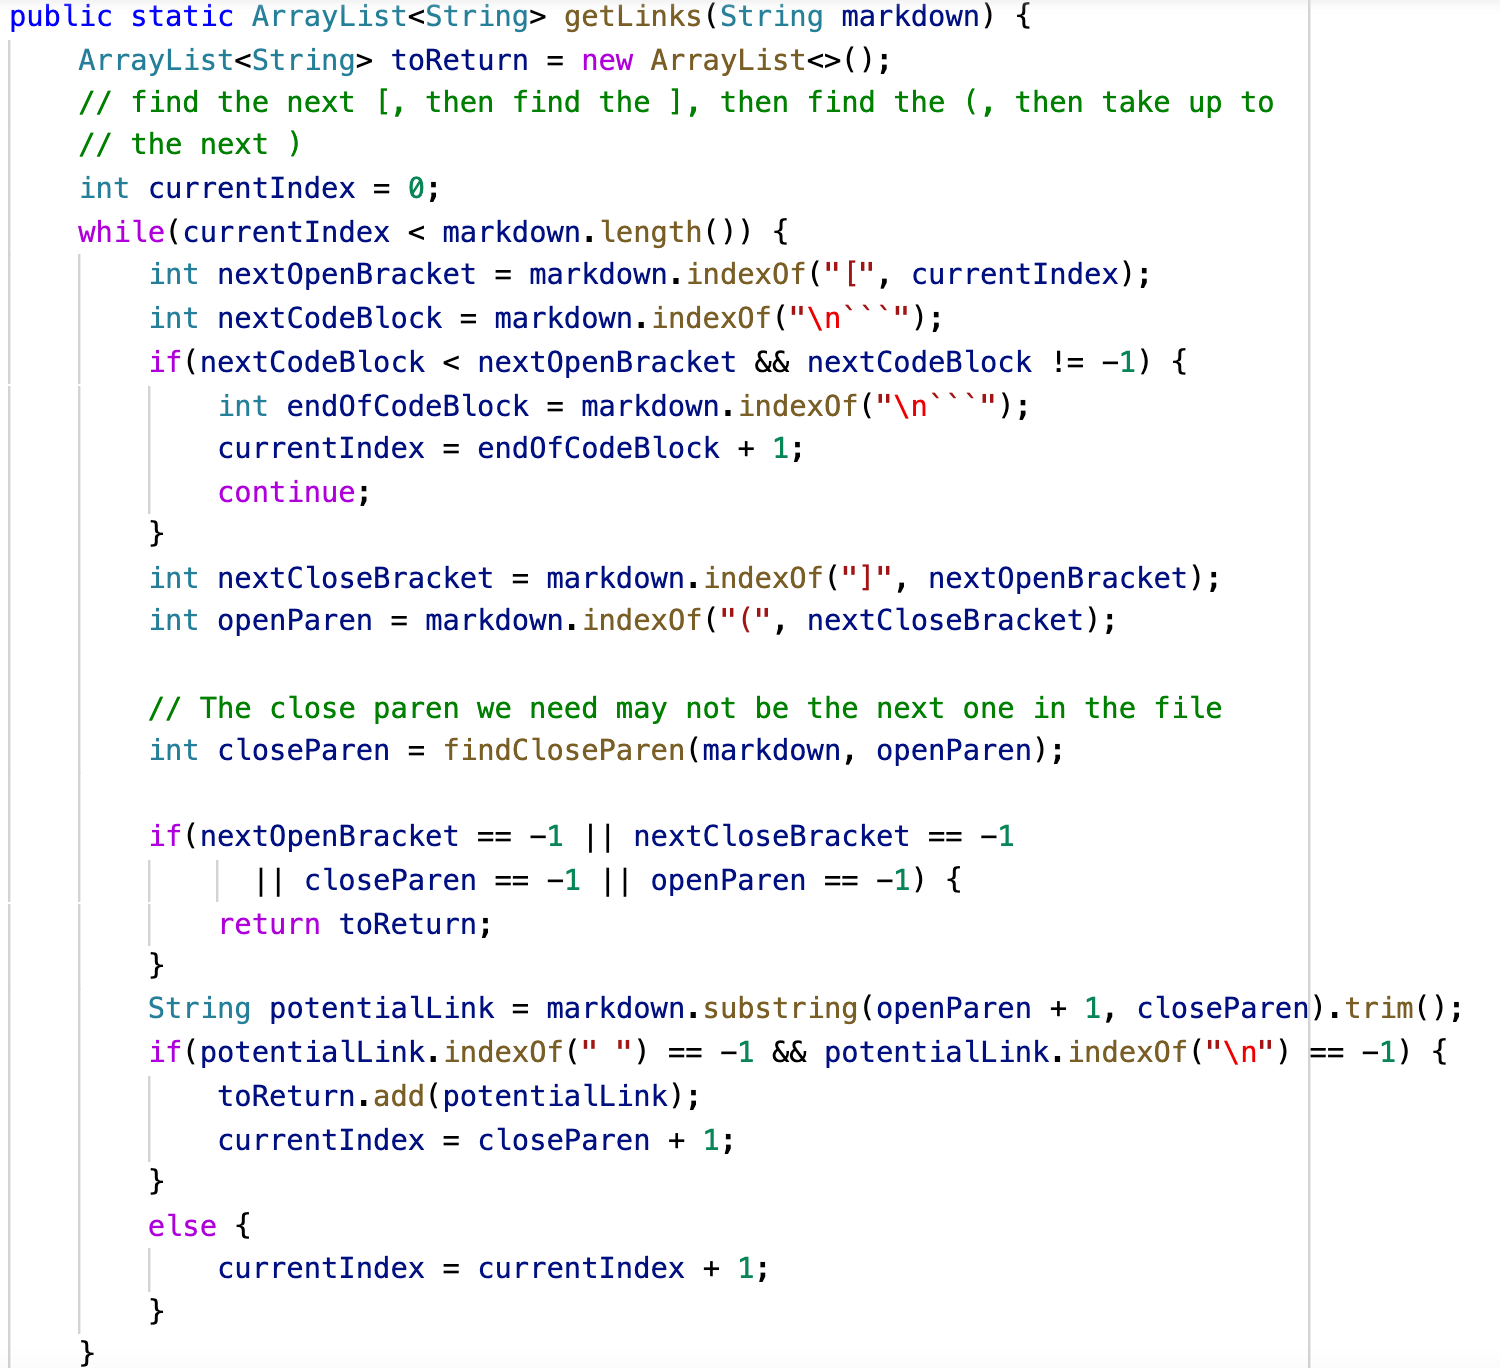 public static ArrayList<String> getLinks(String markdown) {
    ArrayList<String> toReturn = new ArrayList<>();
    // find the next [, then find the ], then find the (, then take up to
    // the next )
    int currentIndex = 0;
    while(currentIndex < markdown.length()) {
        int nextOpenBracket = markdown.indexOf("[", currentIndex);
        int nextCodeBlock = markdown.indexOf("\n```");
        if(nextCodeBlock < nextOpenBracket && nextCodeBlock != -1) {
            int endOfCodeBlock = markdown.indexOf("\n```");
            currentIndex = endOfCodeBlock + 1;
            continue;
        }
        int nextCloseBracket = markdown.indexOf("]", nextOpenBracket);
        int openParen = markdown.indexOf("(", nextCloseBracket);

        // The close paren we need may not be the next one in the file
        int closeParen = findCloseParen(markdown, openParen);

        if(nextOpenBracket == -1 || nextCloseBracket == -1
              || closeParen == -1 || openParen == -1) {
            return toReturn;
        }
        String potentialLink = markdown.substring(openParen + 1, closeParen).trim();
        if(potentialLink.indexOf(" ") == -1 && potentialLink.indexOf("\n") == -1) {
            toReturn.add(potentialLink);
            currentIndex = closeParen + 1;
        }
        else {
            currentIndex = currentIndex + 1;
        }
    }